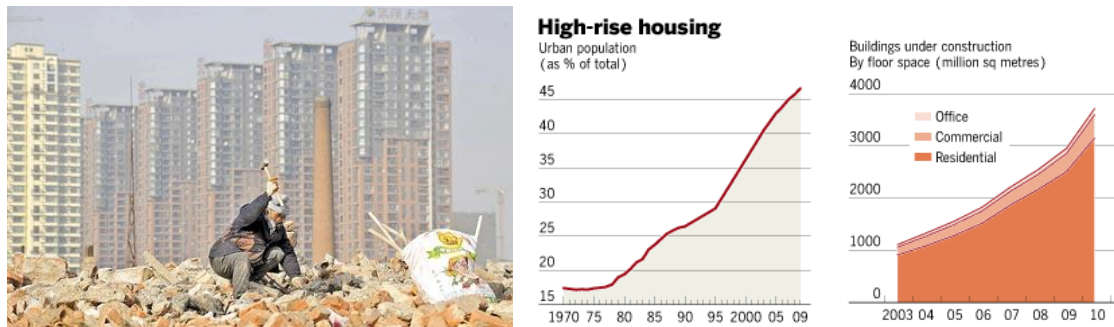 High-rise housing
Urban population
(as % of total)
45
40
35
30
25
20
15
1970 75 80 85 90 95 2000 05 09
Buildings under construction
By floor space (million sq metres)
4000
3000
2000
1000
0
Office
Commercial
Residential
2003 04 05 06 07 08 09 10